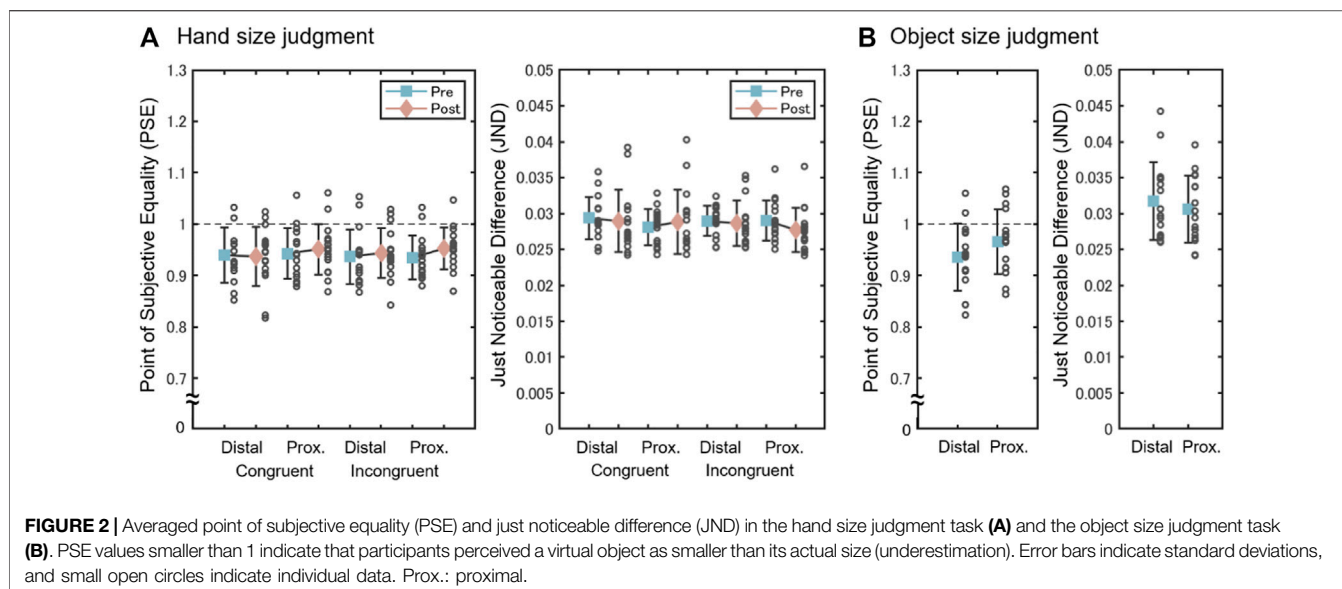 A Hand size judgment
Point of Subjective Equality (PSE)
1.3
1.2
1.1
1
0.9
0.8
0.7
0
Pre
Post
Distal Prox. Distal Prox.
Congruent Incongruent
Just Noticeable Difference (JND)
0.05
0.045
0.04
0.035
0.03
0.025
0.02
0.015
0.01
0.005
0
Pre
Post
Distal Prox. Distal Prox.
Congruent Incongruent
B Object size judgment
Point of Subjective Equality (PSE)
1.3
1.2
1.1
1
0.9
0.8
0.7
0
Distal Prox.
Just Noticeable Difference (JND)
0.05
0.045
0.04
0.035
0.03
0.025
0.02
0.015
0.01
0.005
0
Distal Prox.
FIGURE 2 | Averaged point of subjective equality (PSE) and just noticeable difference (JND) in the hand size judgment task (A) and the object size judgment task
(B). PSE values smaller than 1 indicate that participants perceived a virtual object as smaller than its actual size (underestimation). Error bars indicate standard deviations,
and small open circles indicate individual data. Prox.: proximal.